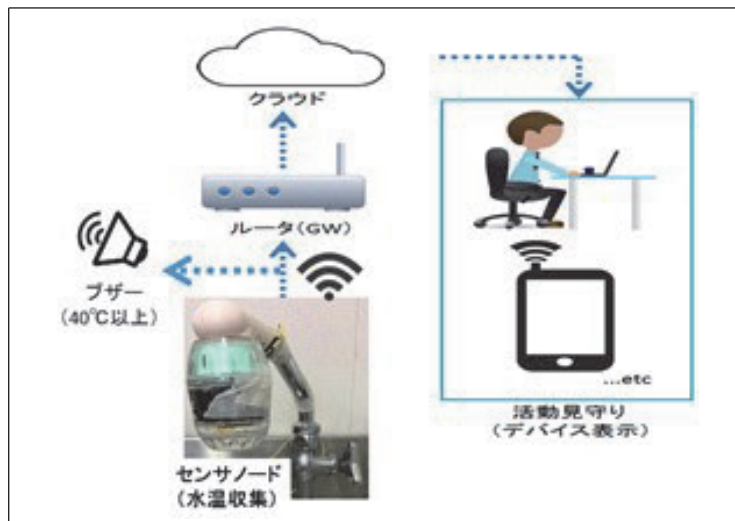 クラウド
ルータ(GW)
ブザー
(40℃以上)
センサノード
(水温収集)
...etc
活動見守り
(デバイス表示)